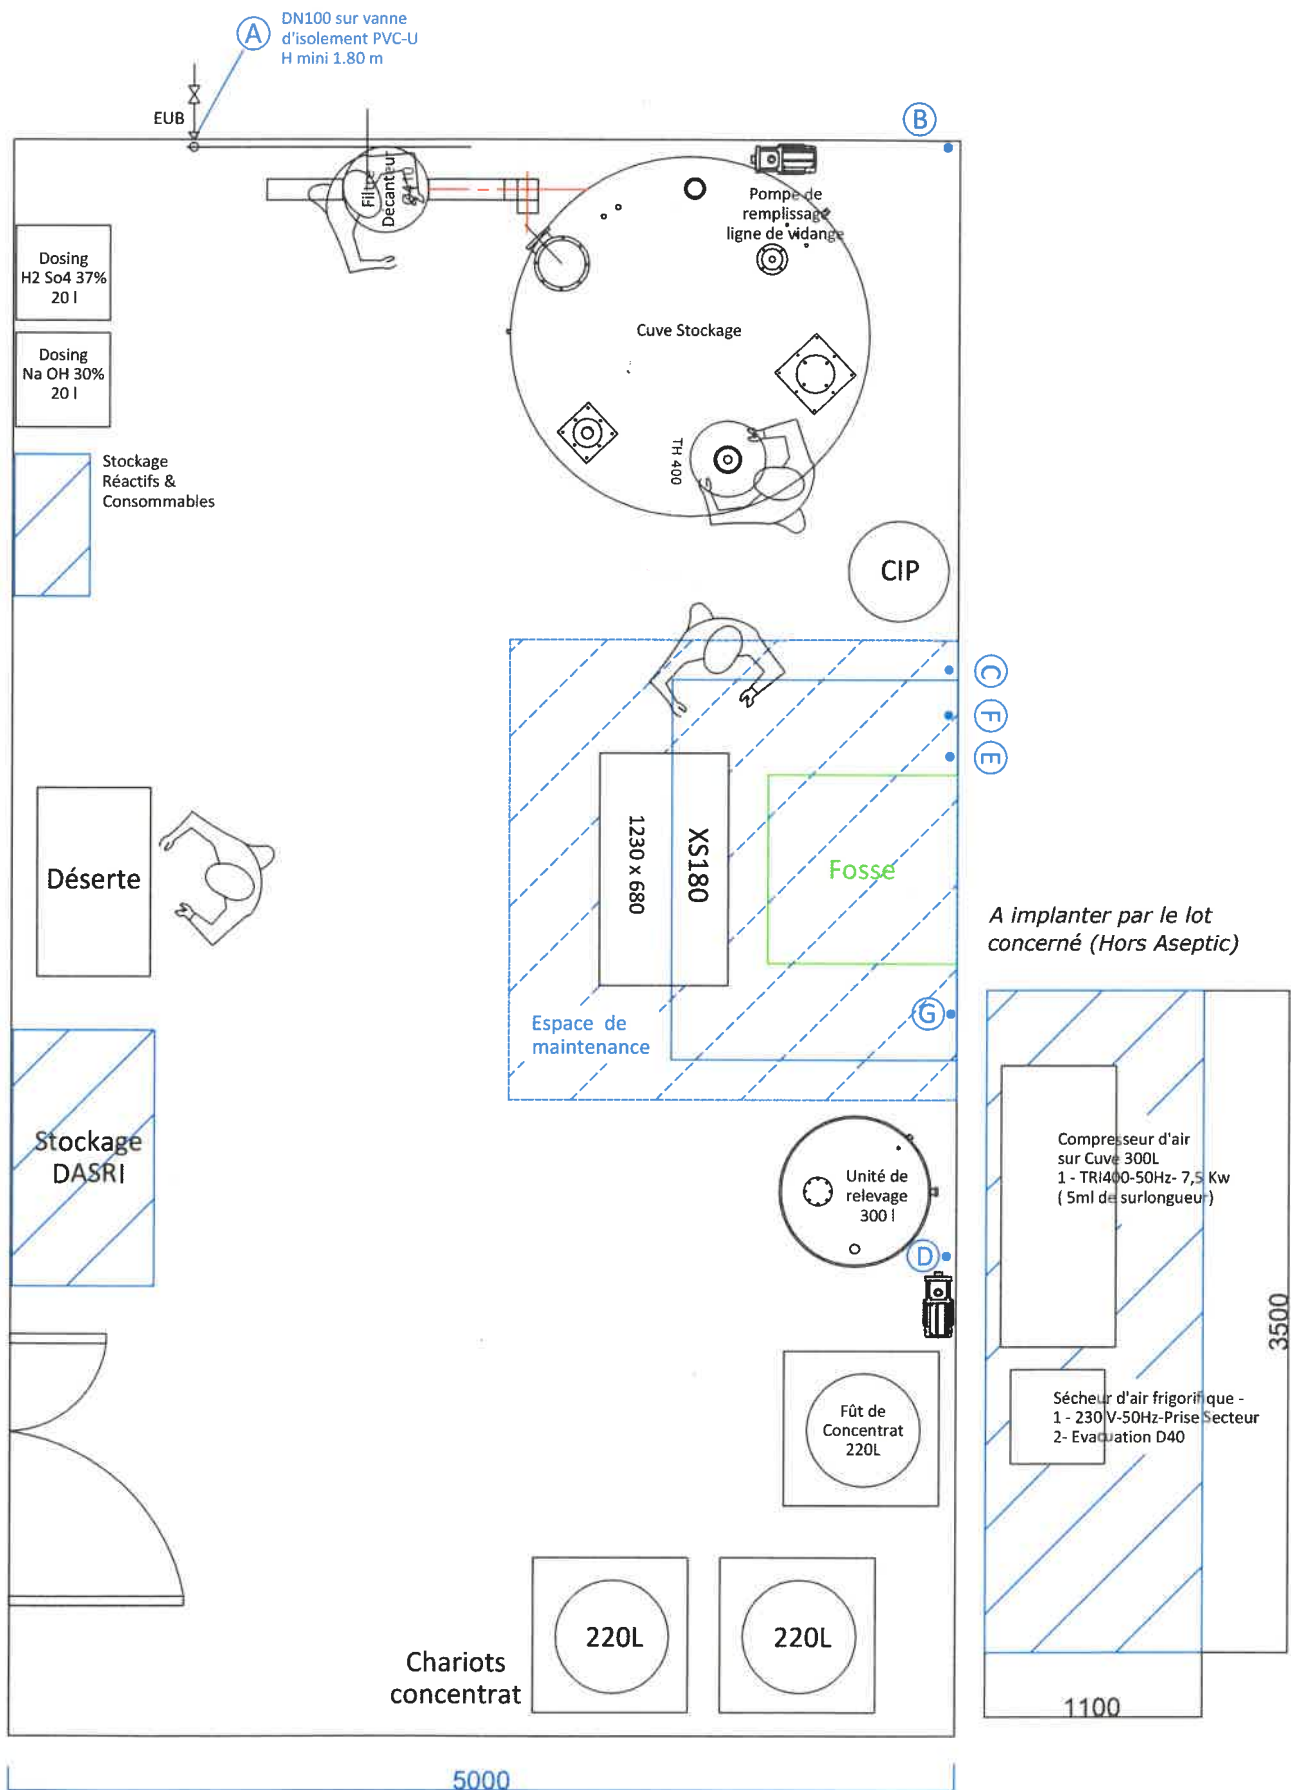 A
DN100 sur vanne
d'isolement PVC-U
H mini 1.80 m
EUB
B
Filtre
Décanteur
Pompe de
remplissage
ligne de vidange
Dosing
H2 So4 37%
20 l
Dosing
Na OH 30%
20 l
Cuve Stockage
TH 400
Stockage
Réactifs &
Consommables
CIP
C
F
E
XS180
1230 x 680
Fosse
Déserte
A implanter par le lot
concerné (Hors Aseptic)
G
Espace de
maintenance
Stockage
DASRI
Unité de
relevage
300 l
D
Compresseur d'air
sur Cuve 300L
1 - TRI400-50Hz- 7,5 Kw
( 5ml de surlongueur)
3500
Fût de
Concentrat
220L
Sécheur d'air frigorifique -
1 - 230 V-50Hz-Prise Secteur
2- Evacuation D40
220L
220L
Chariots
concentrat
1100
5000